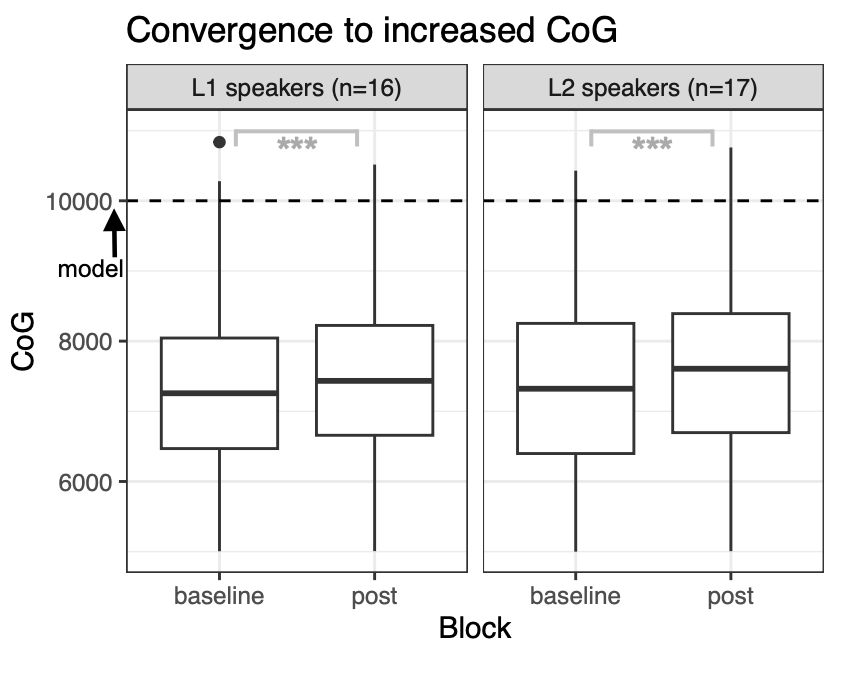 Convergence to increased CoG
L1 speakers (n=16)
L2 speakers (n=17)
***
***
10000
model
8000
6000
CoG
baseline
post
baseline
post
Block